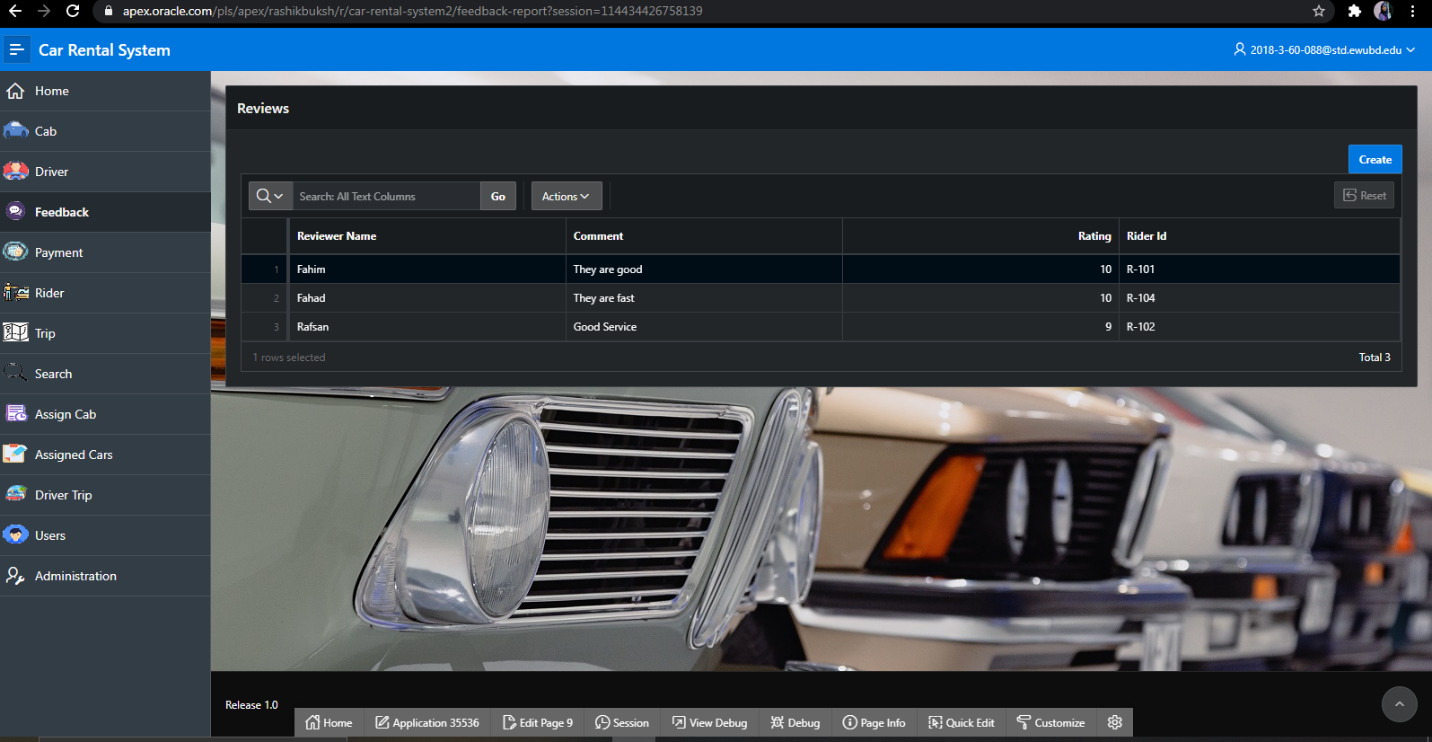 apex.oracle.com/pls/apex/rashikbuksh/r/car-rental-system2/feedback-report?session=114434426758139
Car Rental System
2018-3-60-088@std.ewubd.edu
Home
Cab
Driver
Feedback
Payment
Rider
Trip
Search
Assign Cab
Assigned Cars
Driver Trip
Users
Administration
Reviews
Create
Search: All Text Columns Go Actions Reset
Reviewer Name Comment Rating Rider Id
1 Fahim They are good 10 R-101
2 Fahad They are fast 10 R-104
3 Rafsan Good Service 9 R-102
1 rows selected Total 3
Release 1.0
Home Application 35536 Edit Page 9 Session View Debug Debug Page Info Quick Edit Customize